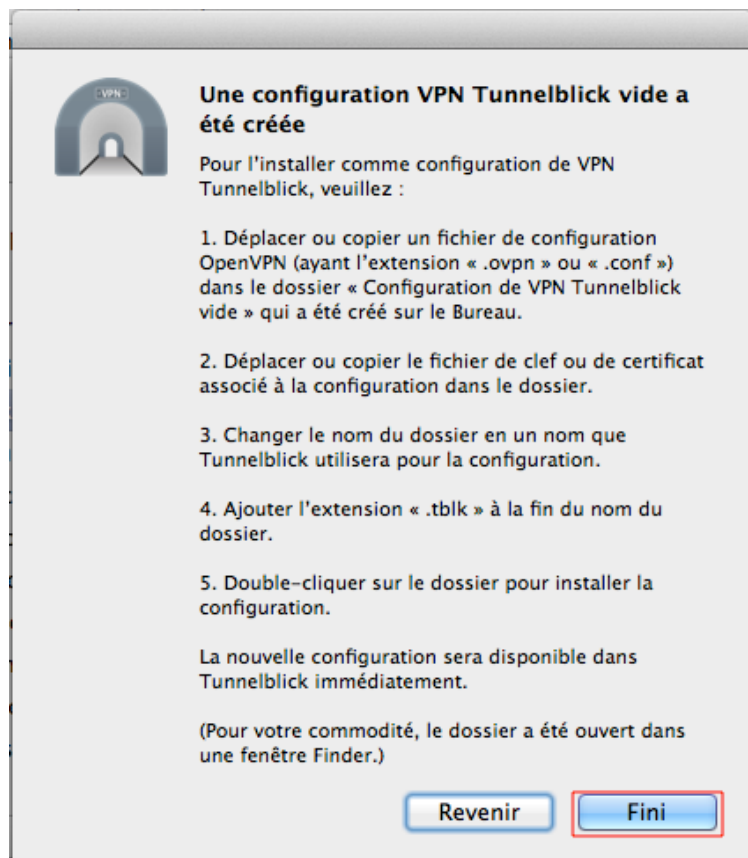 -VPN-
Une configuration VPN Tunnelblick vide a
été créée
Pour l'installer comme configuration de VPN
Tunnelblick, veuillez :
1. Déplacer ou copier un fichier de configuration
OpenVPN (ayant l'extension « .ovpn » ou « .conf »)
dans le dossier « Configuration de VPN Tunnelblick
vide » qui a été créé sur le Bureau.
2. Déplacer ou copier le fichier de clef ou de certificat
associé à la configuration dans le dossier.
3. Changer le nom du dossier en un nom que
Tunnelblick utilisera pour la configuration.
4. Ajouter l'extension « .tblk » à la fin du nom du
dossier.
5. Double-cliquer sur le dossier pour installer la
configuration.
La nouvelle configuration sera disponible dans
Tunnelblick immédiatement.
(Pour votre commodité, le dossier a été ouvert dans
une fenêtre Finder.)
Revenir
Fini